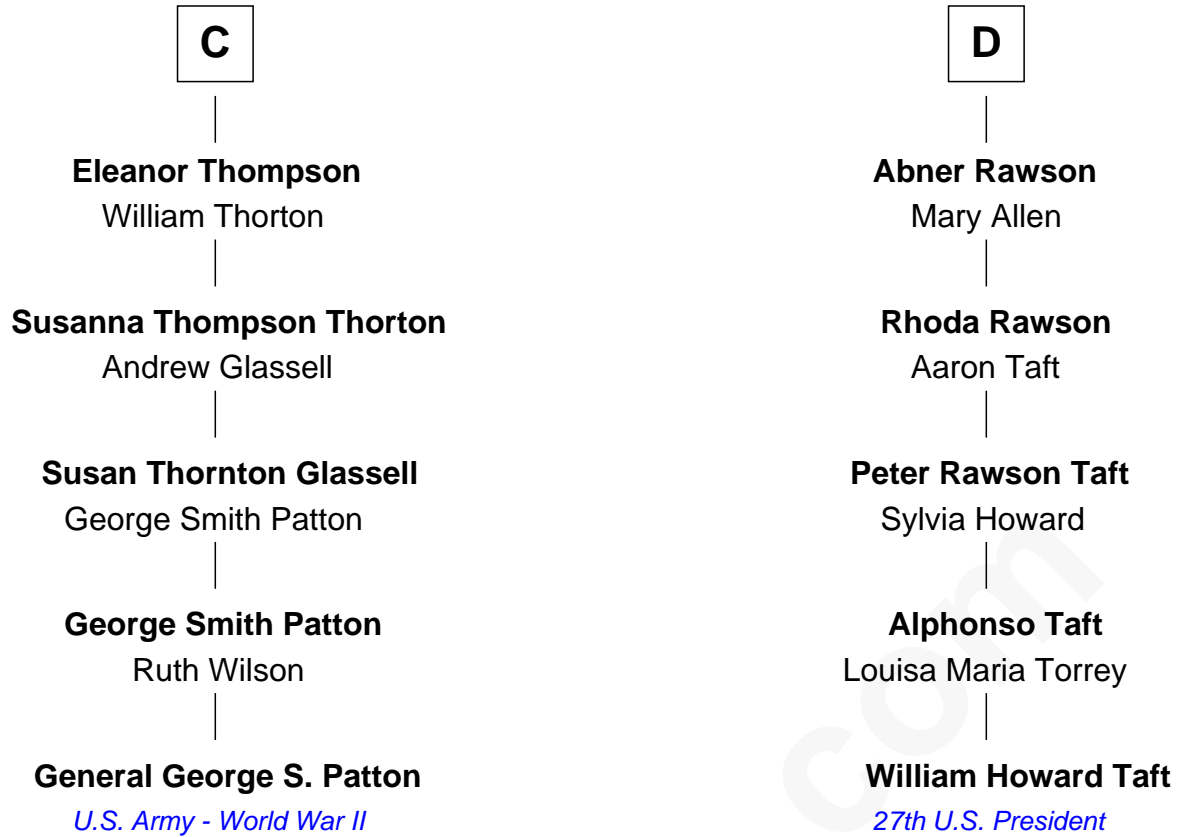 C
Eleanor Thompson
William Thorton
Susanna Thompson Thorton
Andrew Glassell
Susan Thornton Glassell
George Smith Patton
George Smith Patton
Ruth Wilson
General George S. Patton
U.S. Army - World War II
D
Abner Rawson
Mary Allen
Rhoda Rawson
Aaron Taft
Peter Rawson Taft
Sylvia Howard
Alphonso Taft
Louisa Maria Torrey
William Howard Taft
27th U.S. President
com